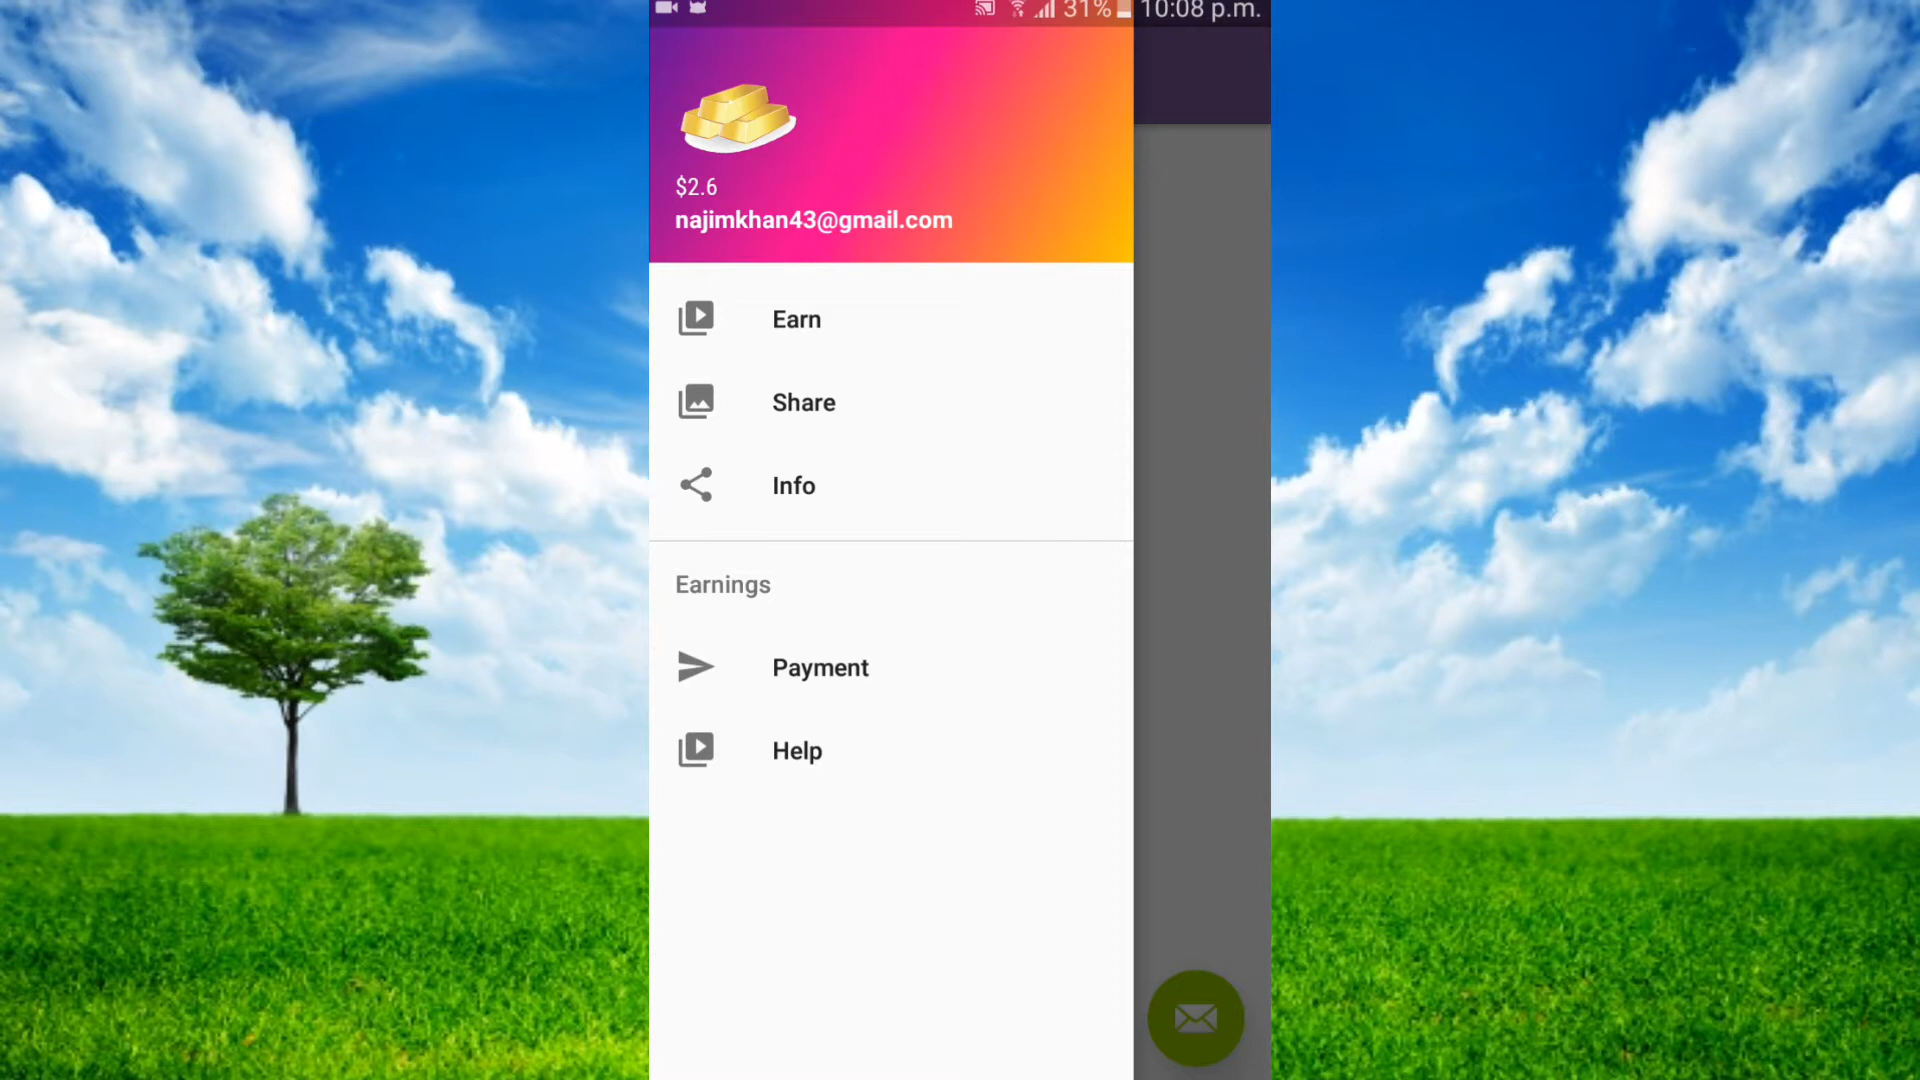 31% 10:08 p.m.
$2.6
najimkhan43@gmail.com
Earn
Share
Info
Earnings
Payment
Help